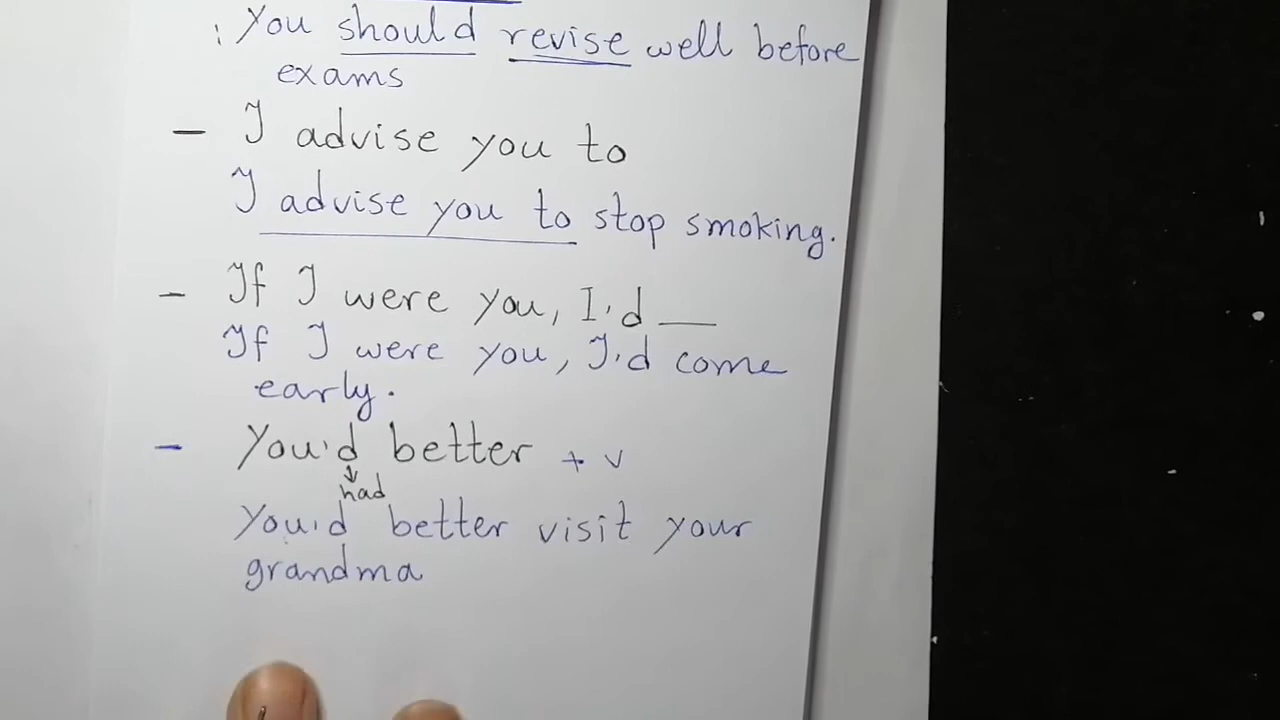 : You should revise well before
exams
- I advise you to
I advise you to stop smoking.
- If I were you, I'd __
If I were you, I'd come
early.
- You'd better + v
had
You'd better visit your
grandma